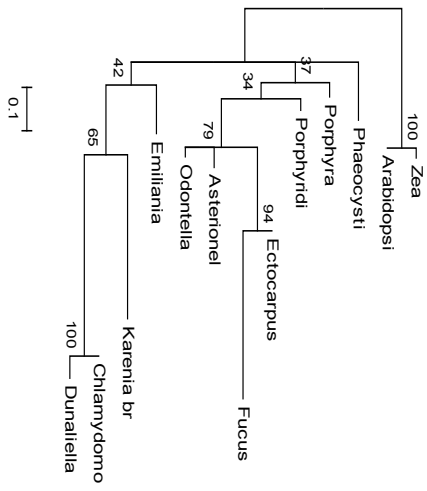 Zea
Arabidopsi
100
Phaeocysti
Porphyra
37
Porphyridi
34
Ectocarpus
Fucus
94
Asterionel
Odontella
79
Emiliania
42
Karenia br
65
Chlamydomo
Dunaliella
100
0.1